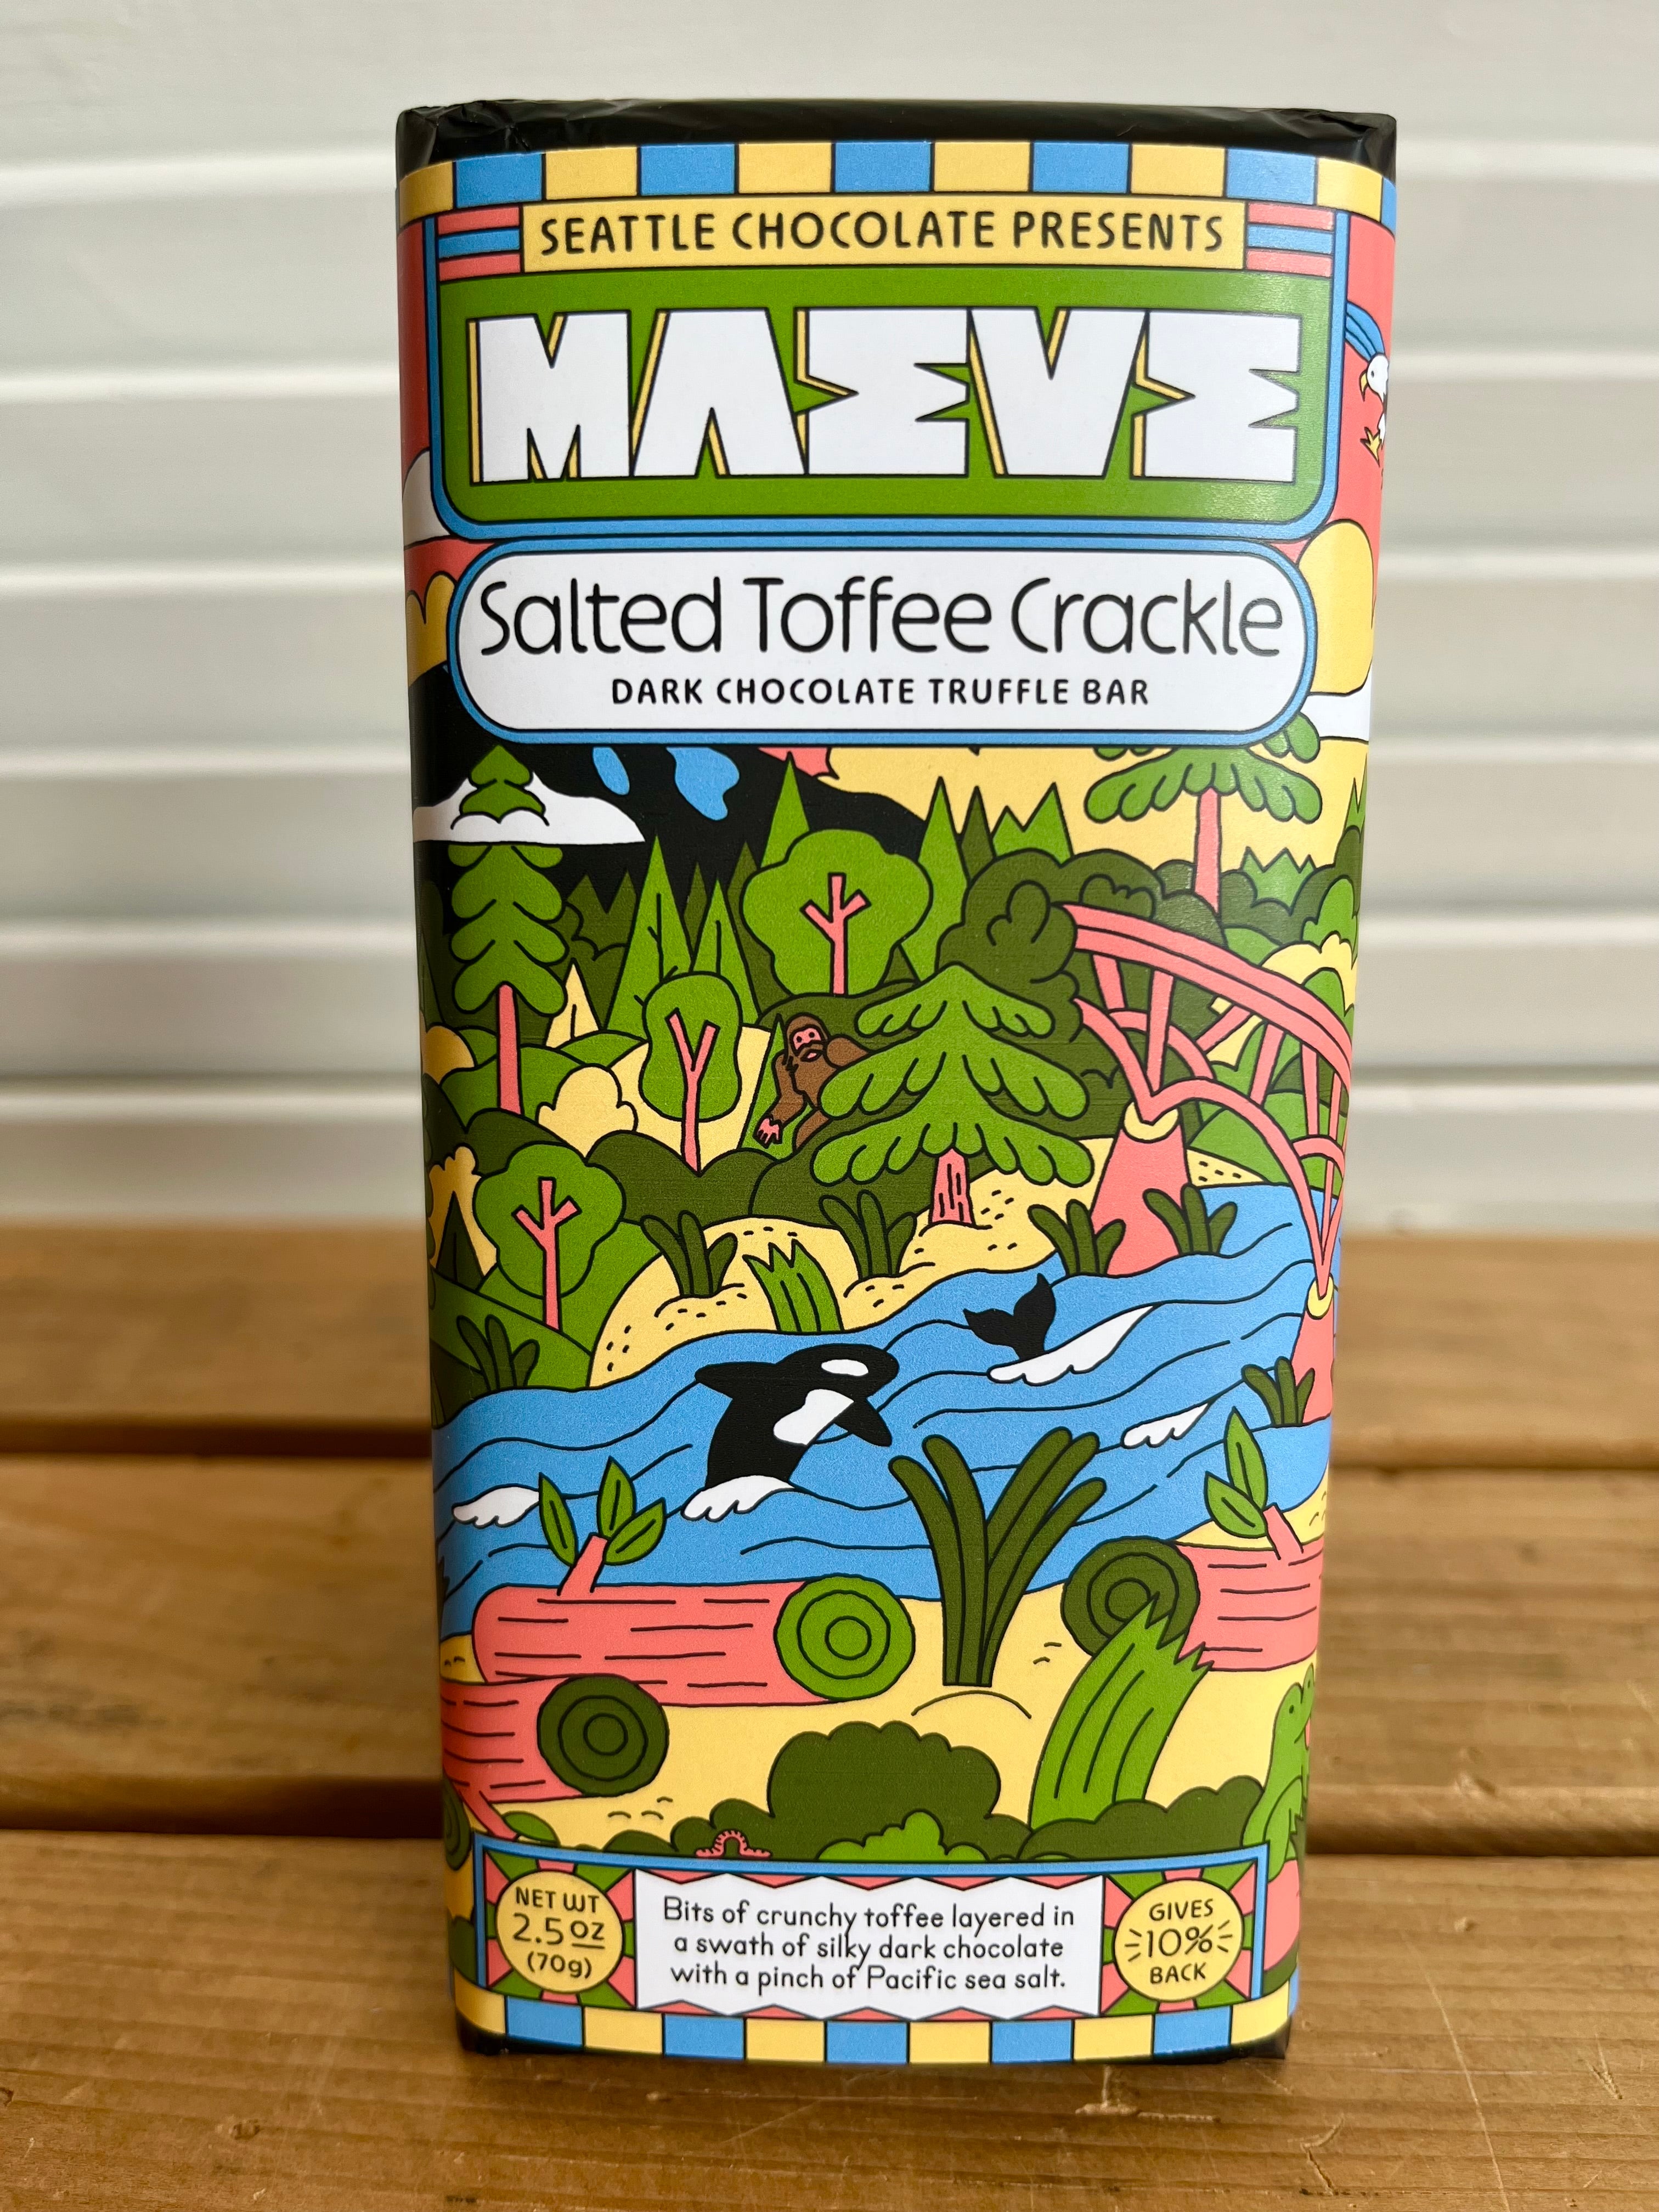 SEATTLE CHOCOLATE PRESENTS
MAEVE
Salted Toffee Crackle
DARK CHOCOLATE TRUFFLE BAR
NET WT
2.5 oz
(70g)
Bits of crunchy toffee layered in
a swath of silky dark chocolate
with a pinch of Pacific sea salt.
GIVES
10%
BACK